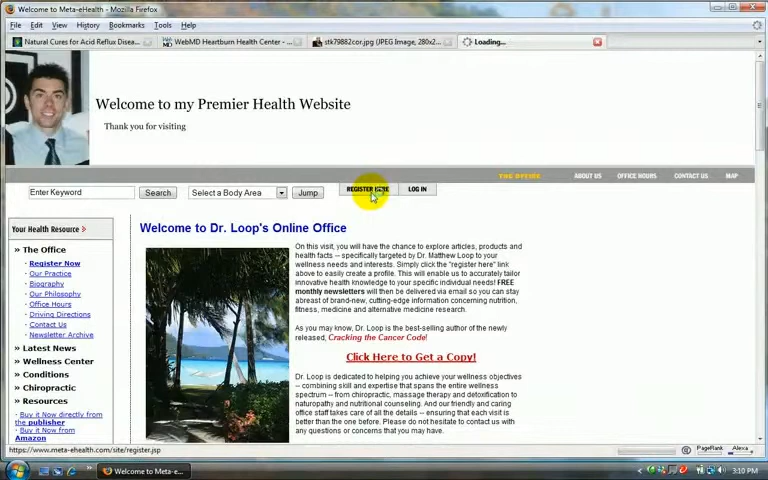 Welcome to Meta-eHealth - Mozilla Firefox
File Edit View History Bookmarks Tools Help
Natural Cures for Acid Reflux Disea...
WebMD Heartburn Health Center - ...
stk79882cor.jpg (JPEG Image, 280x2...
Loading...
Welcome to my Premier Health Website
Thank you for visiting
THE OFFICE ABOUT US OFFICE HOURS CONTACT US MAP
Enter Keyword Search Select a Body Area Jump REGISTER HERE LOG IN
Your Health Resource
Welcome to Dr. Loop's Online Office
» The Office
· Register Now
· Our Practice
· Biography
· Our Philosophy
· Office Hours
· Driving Directions
· Contact Us
· Newsletter Archive
» Latest News
» Wellness Center
» Conditions
» Chiropractic
» Resources
· Buy it Now directly
from the publisher
· Buy it Now from
Amazon
On this visit, you will have the chance to explore articles, products and
health facts -- specifically targeted by Dr. Matthew Loop to your
wellness needs and interests. Simply click the "register here" link
above to easily create a profile. This will enable us to accurately tailor
innovative health knowledge to your specific individual needs! FREE
monthly newsletters will then be delivered via email so you can stay
abreast of brand-new, cutting-edge information concerning nutrition,
fitness, medicine and alternative medicine research.
As you may know, Dr. Loop is the best-selling author of the newly
released, Cracking the Cancer Code!
Click Here to Get a Copy!
Dr. Loop is dedicated to helping you achieve your wellness objectives
-- combining skill and expertise that spans the entire wellness
spectrum -- from chiropractic, massage therapy and detoxification to
naturopathy and nutritional counseling. And our friendly and caring
office staff takes care of all the details -- ensuring that each visit is
better than the one before. Please do not hesitate to contact us with
any questions or concerns that you may have.
https://www.meta-ehealth.com/site/register.jsp
PageRank Alexa
Welcome to Meta-e...
3:10 PM